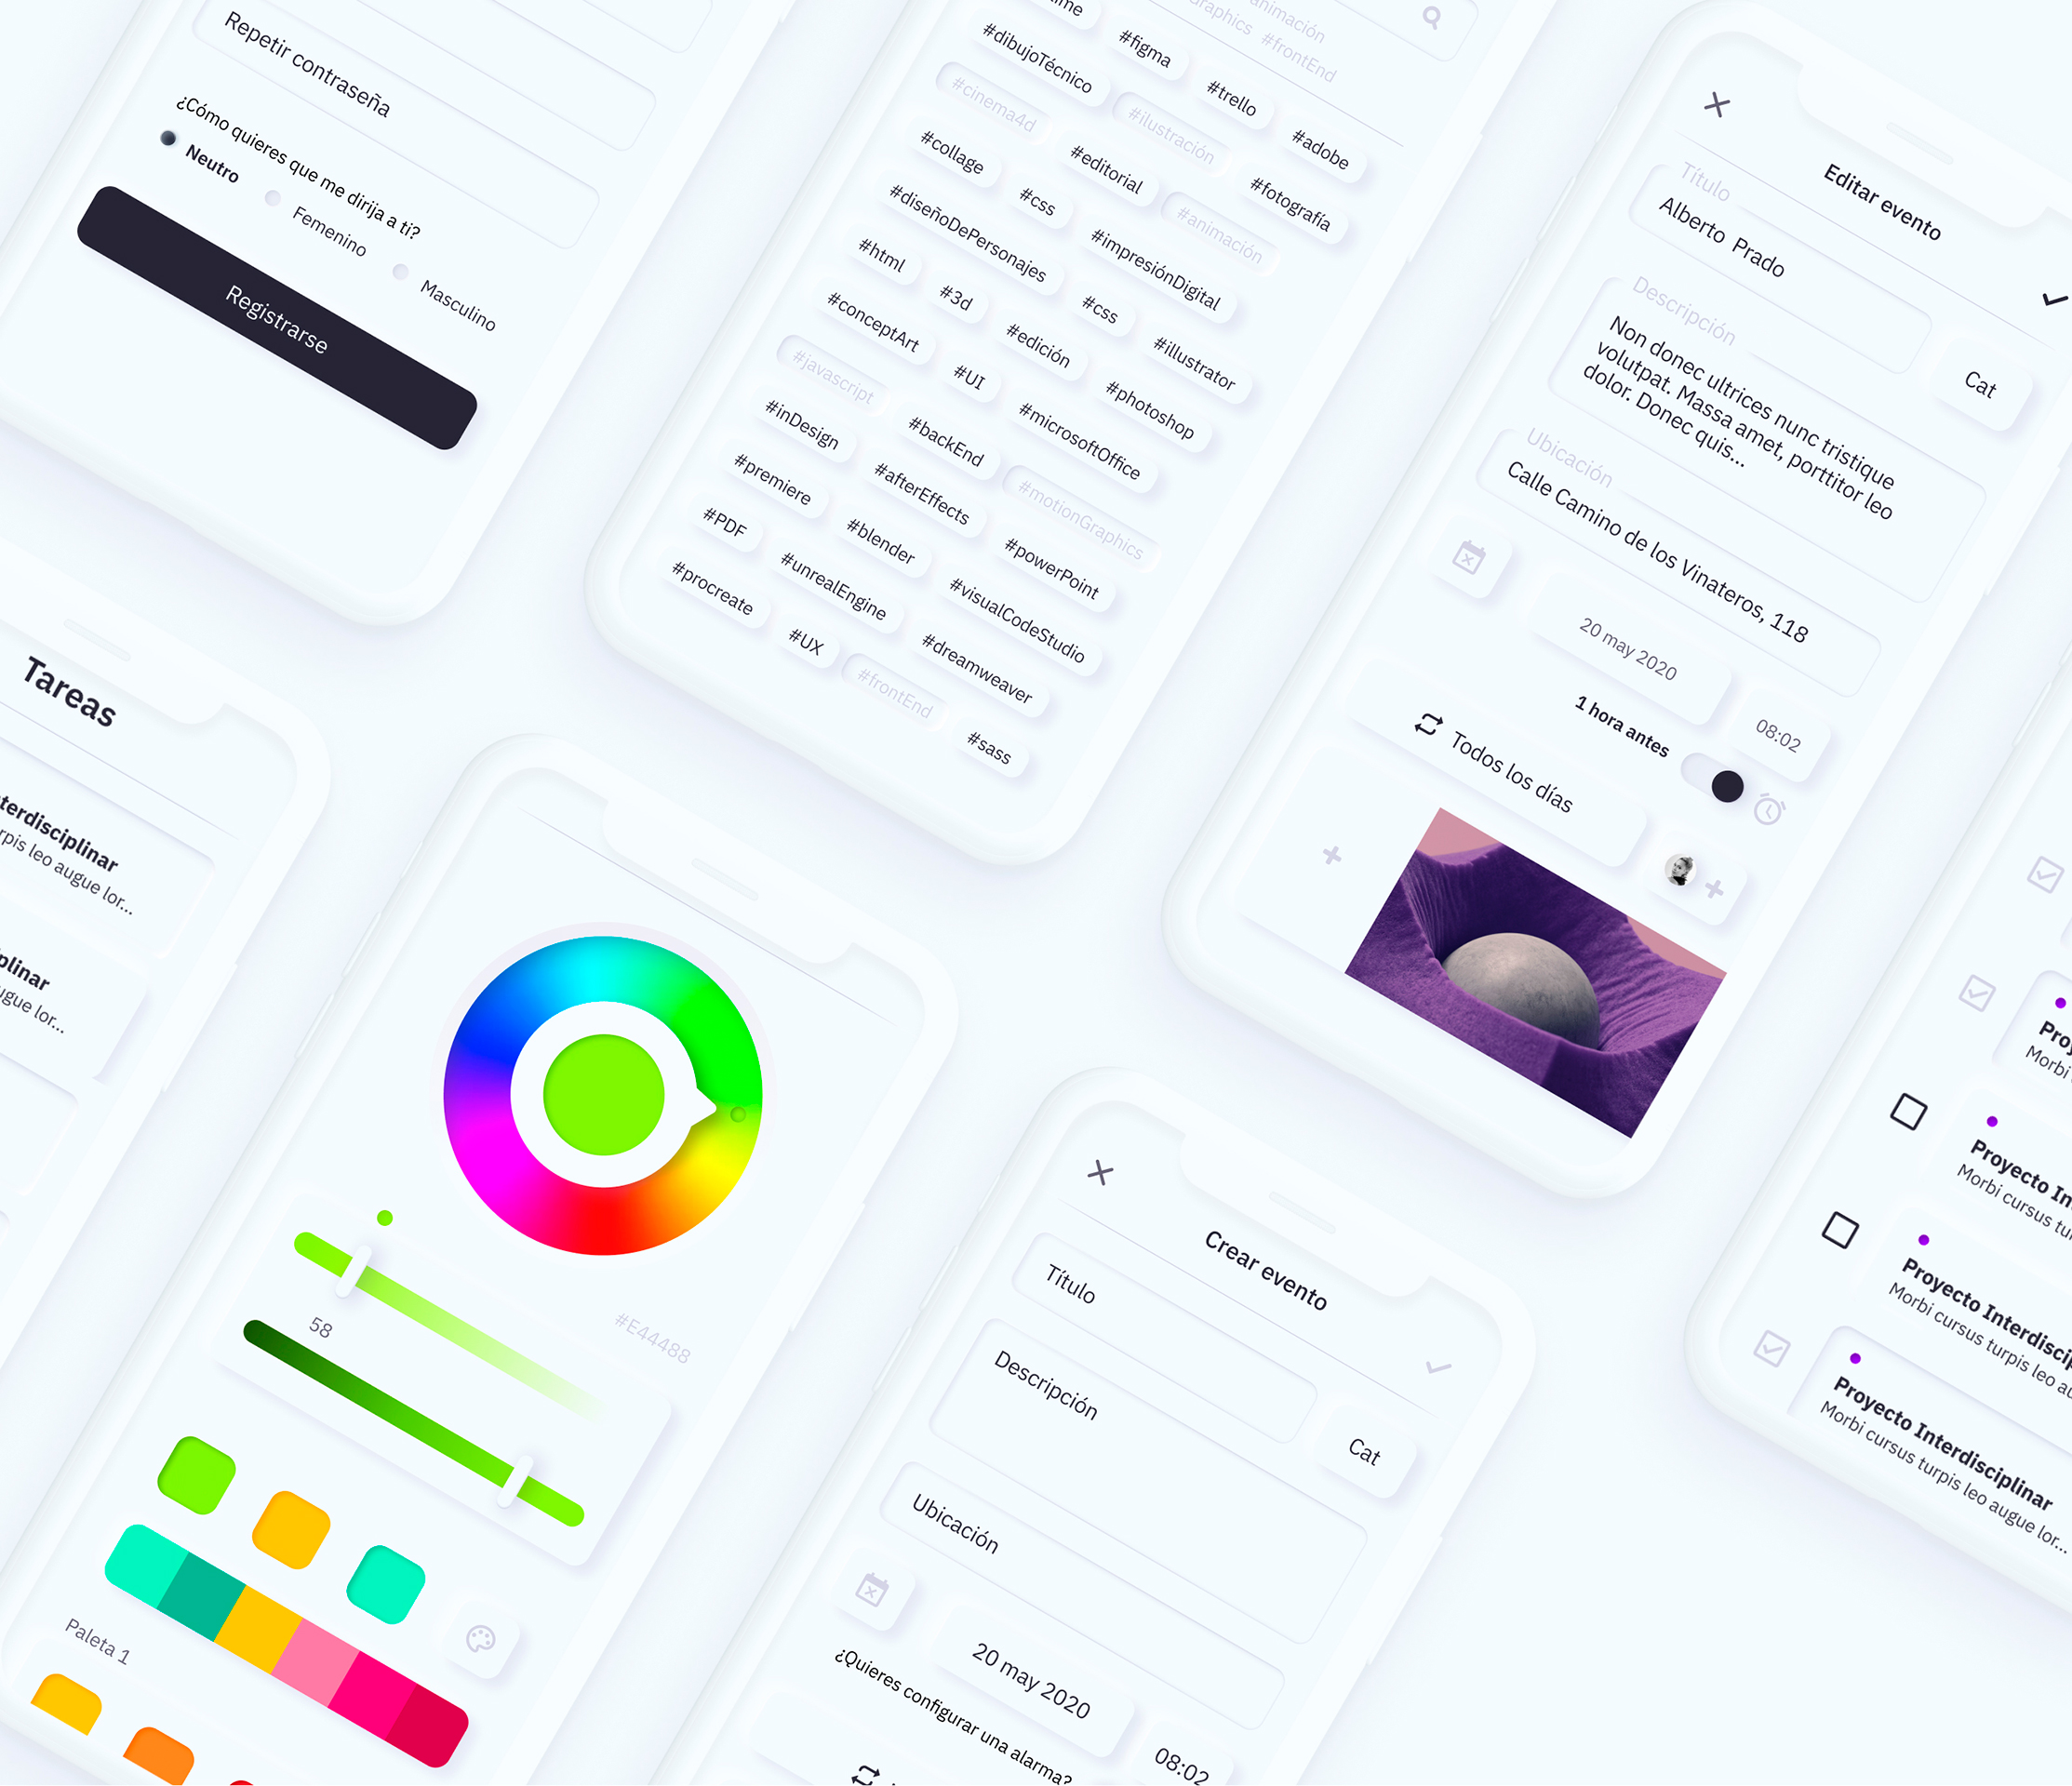 Repetir contraseña
¿Cómo quieres que me dirija a ti?
Neutro
Femenino
Masculino
Registrarse
#frontEnd
#figma
#trello
#adobe
#dibujoTécnico
#ilustración
#fotografía
#cinema4d
#editorial
#animación
#collage
#css
#impresiónDigital
#diseñoDePersonajes
#css
#illustrator
#html
#3d
#edición
#photoshop
#conceptArt
#UI
#microsoftOffice
#javascript
#backEnd
#motionGraphics
#inDesign
#afterEffects
#powerPoint
#premiere
#blender
#visualCodeStudio
#PDF
#unrealEngine
#dreamweaver
#procreate
#UX
#frontEnd
#sass
Editar evento
Título
Alberto Prado
Cat
Descripción
Non donec ultrices nunc tristique
volutpat. Massa amet, porttitor leo
dolor. Donec quis...
Ubicación
Calle Camino de los Vinateros, 118
20 may 2020
08:02
1 hora antes
Todos los días
Tareas
nterdisciplinar
rpis leo augue lor...
plinar
ugue lor...
#E44488
58
Paleta 1
Crear evento
Título
Cat
Descripción
Ubicación
20 may 2020
08:02
¿Quieres configurar una alarma?
Proy
Morbi
Proyecto In
Morbi cursus tur
Proyecto Interdiscip
Morbi cursus turpis leo au
Proyecto Interdisciplinar
Morbi cursus turpis leo augue lor...